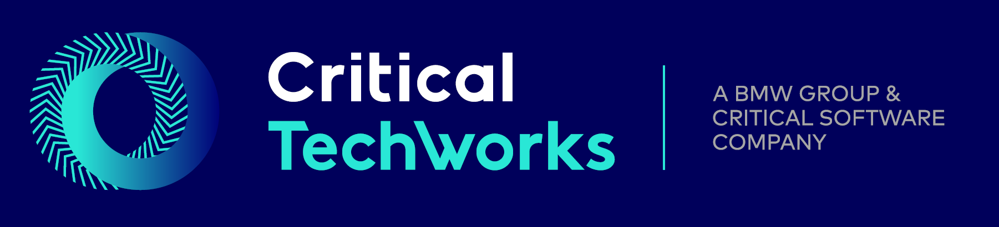 Critical
TechWorks
A BMW GROUP &
CRITICAL SOFTWARE
COMPANY